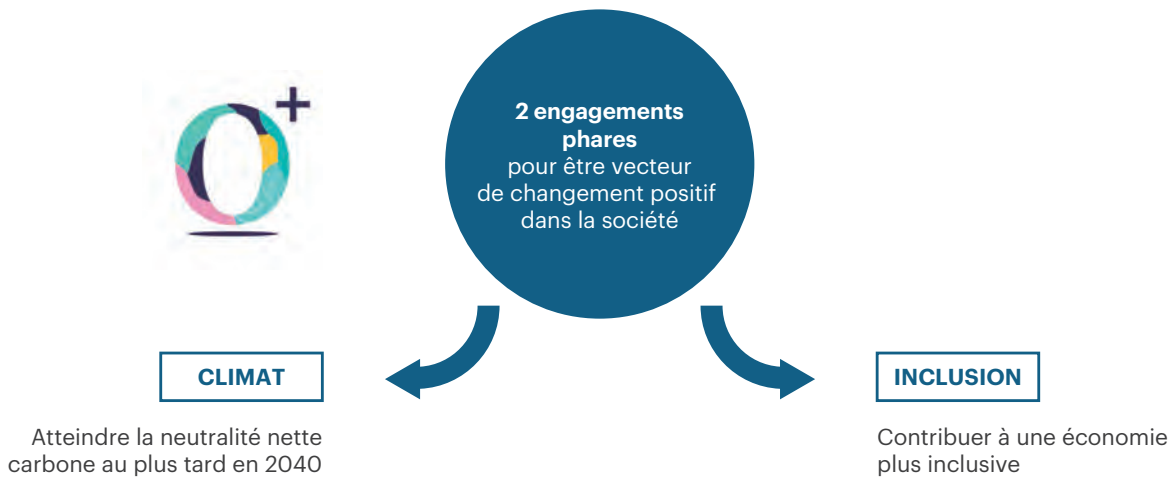 2 engagements
phares
pour être vecteur
de changement positif
dans la société
CLIMAT
Atteindre la neutralité nette
carbone au plus tard en 2040
INCLUSION
Contribuer à une économie
plus inclusive